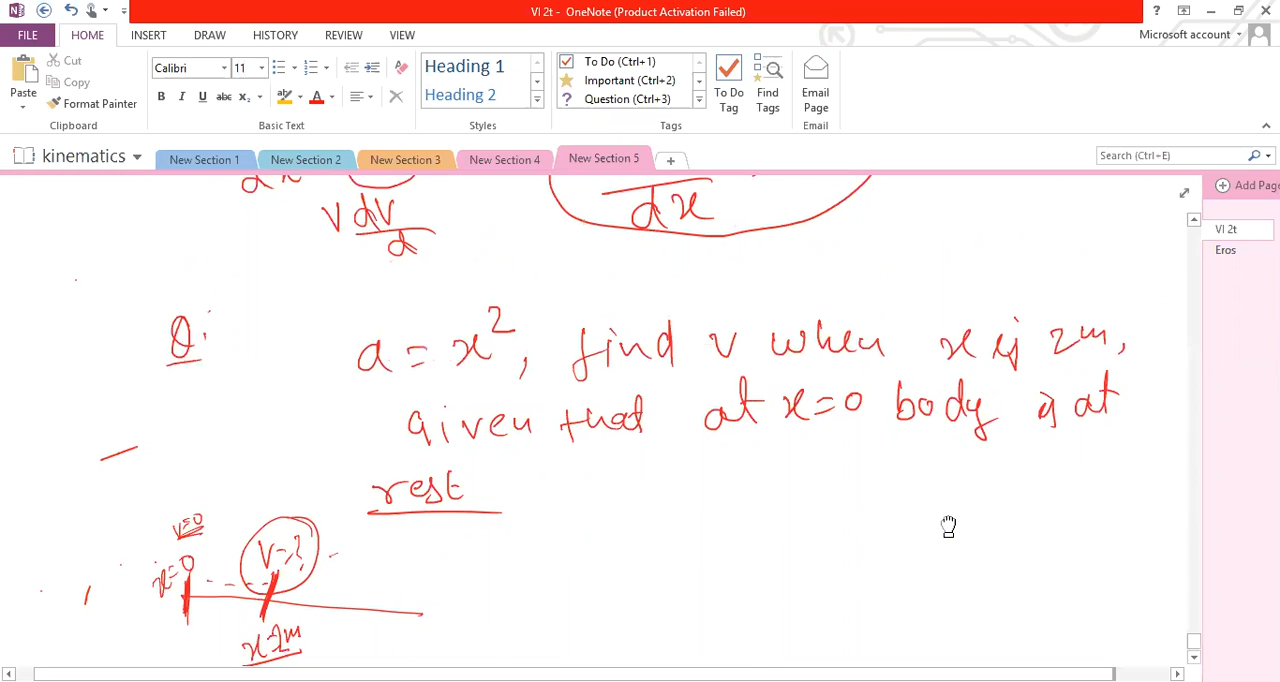 VI 2t - OneNote (Product Activation Failed)
FILE HOME INSERT DRAW HISTORY REVIEW VIEW Microsoft account
Paste Cut Copy Format Painter
Calibri 11
B I U abc X₂ A
Heading 1
Heading 2
To Do (Ctrl+1)
Important (Ctrl+2)
Question (Ctrl+3)
To Do Tag
Find Tags
Email Page
Clipboard Basic Text Styles Tags Email
kinematics New Section 1 New Section 2 New Section 3 New Section 4 New Section 5 Search (Ctrl+E)
Add Page
VI 2t
Eros
dx
v dv
d
dx
Q:
a = x², find v when x is 2m,
given that at x=0 body is at
rest
v=0
x=0
v=?
x=2m